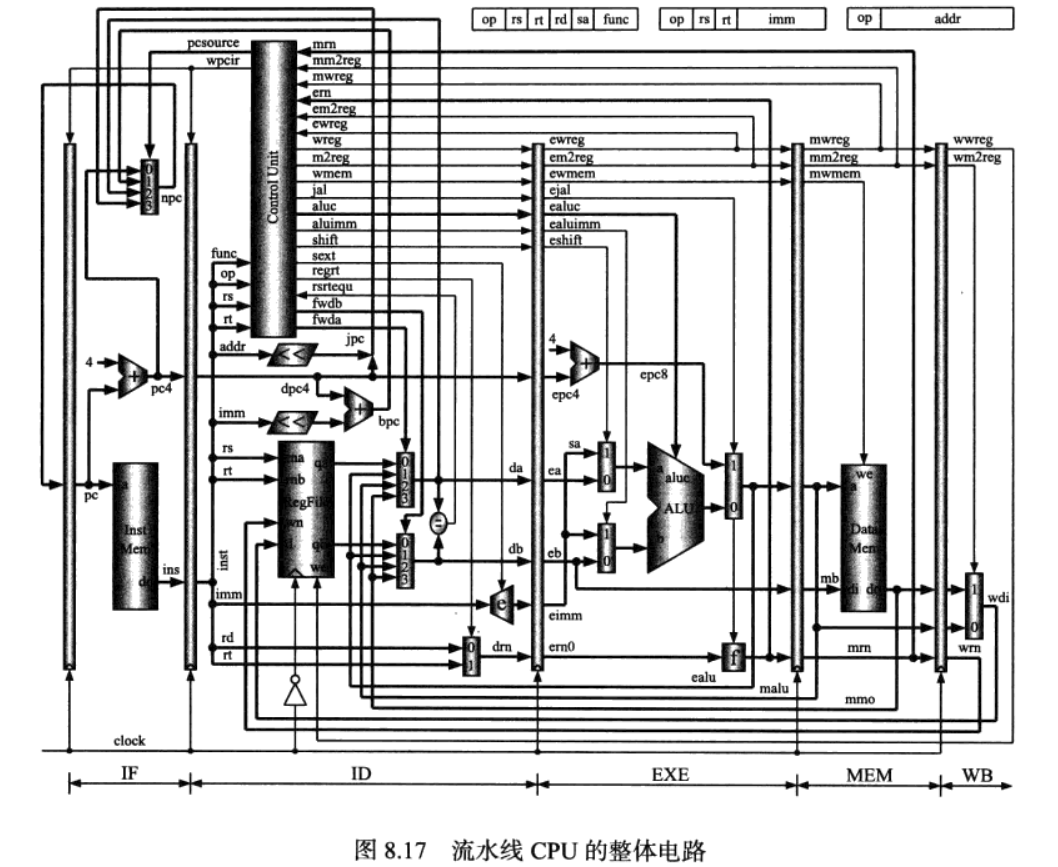 op rs rt rd sa func
op rs rt imm
op addr
pcsource
wpcir
mrn
mm2reg
mwreg
ern
em2reg
ewreg
wreg
m2reg
wmem
jal
aluc
aluimm
shift
sext
regrt
rsrtequ
fwdb
fwda
Control Unit
ewreg
em2reg
ewmem
ejal
ealuc
ealuimm
eshift
mwreg
mm2reg
mwmem
wwreg
wm2reg
0
1
2
3
npc
func
op
rs
rt
addr
<<
jpc
4
+
pc4
dpc4
4
+
epc8
epc4
imm
<<
+
bpc
rs
rt
na
nb
qa
RegFile
wn
d
qb
we
0
1
2
3
da
0
1
2
3
=
db
sa
1
0
ea
1
0
eb
a
aluc
ALU
b
1
0
we
a
Data
Mem
di do
mb
1
0
wdi
pc
a
Inst
Mem
do
ins
inst
imm
e
eimm
rd
rt
0
1
drn
ern0
f
mrn
wrn
ealu
malu
mmo
clock
IF ID EXE MEM WB
图 8.17 流水线 CPU 的整体电路